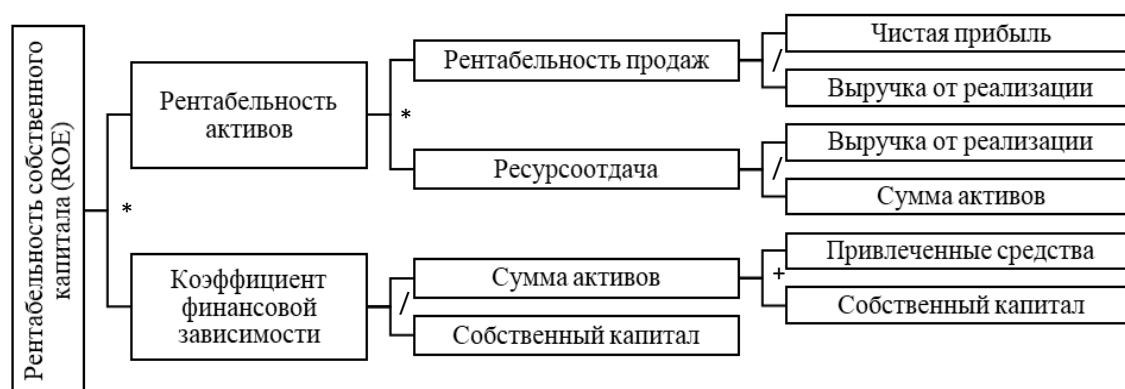 Рентабельность собственного
капитала (ROE)
*
Рентабельность
активов
*
Рентабельность продаж
/
Чистая прибыль
Выручка от реализации
Ресурсоотдача
/
Выручка от реализации
Сумма активов
Коэффициент
финансовой
зависимости
/
Сумма активов
+
Привлеченные средства
Собственный капитал
Собственный капитал